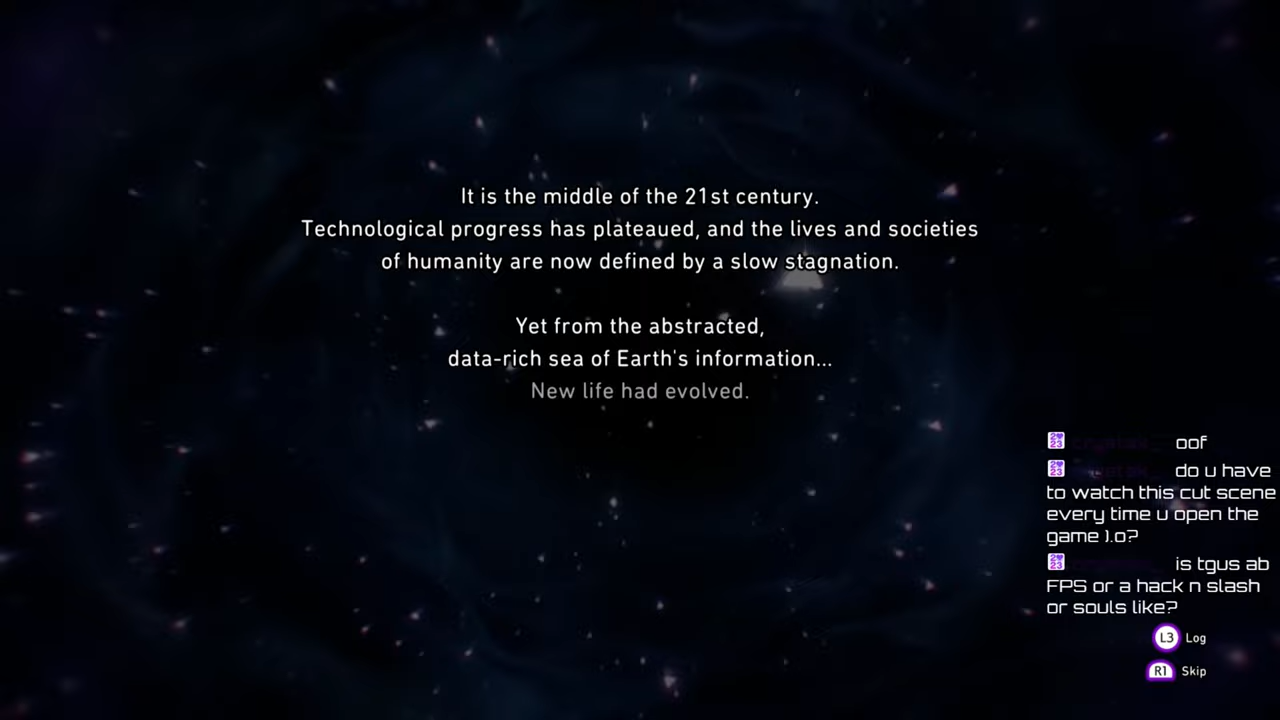 It is the middle of the 21st century.
Technological progress has plateaued, and the lives and societies
of humanity are now defined by a slow stagnation.
Yet from the abstracted,
data-rich sea of Earth's information...
New life had evolved.
oof
do u have
to watch this cut scene
every time u open the
game ).o?
is tgus ab
FPS or a hack n slash
or souls like?
L3 Log
R1 Skip